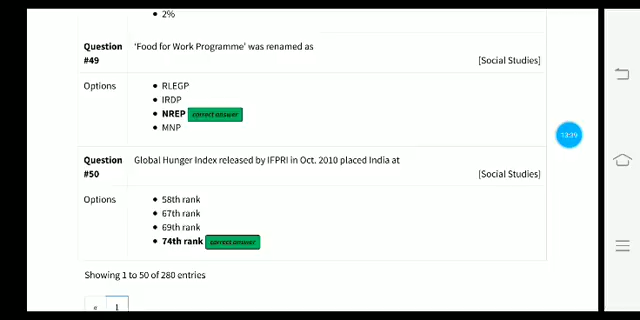 2%
Question 'Food for Work Programme' was renamed as
#49 [Social Studies]
Options
RLEGP
IRDP
NREP correct answer
MNP
Question Global Hunger Index released by IFPRI in Oct. 2010 placed India at
#50 [Social Studies]
Options
58th rank
67th rank
69th rank
74th rank correct answer
Showing 1 to 50 of 280 entries
« 1
13:39